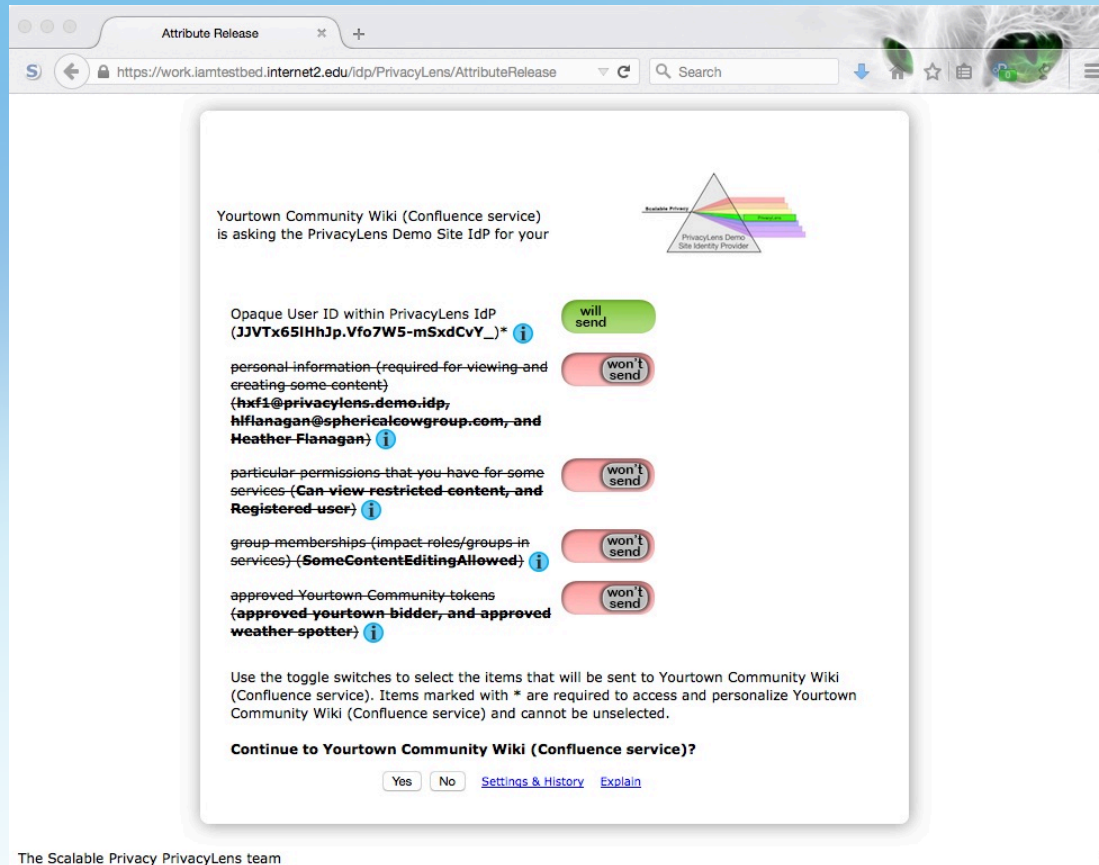 Attribute Release
https://work.iamtestbed.internet2.edu/idp/PrivacyLens/AttributeRelease
Search
Yourtown Community Wiki (Confluence service)
is asking the PrivacyLens Demo Site IdP for your
Scalable Privacy
PrivacyLens
PrivacyLens Demo
Site Identity Provider
Opaque User ID within PrivacyLens IdP
(JJVTx65lHhJp.Vfo7W5-mSxdCvY_)*
will
send
personal information (required for viewing and
creating some content)
(hxf1@privacylens.demo.idp,
hlflanagan@sphericalcowgroup.com, and
Heather Flanagan)
won't
send
particular permissions that you have for some
services (Can view restricted content, and
Registered user)
won't
send
group memberships (impact roles/groups in
services) (SomeContentEditingAllowed)
won't
send
approved Yourtown Community tokens
(approved yourtown bidder, and approved
weather spotter)
won't
send
Use the toggle switches to select the items that will be sent to Yourtown Community Wiki
(Confluence service). Items marked with * are required to access and personalize Yourtown
Community Wiki (Confluence service) and cannot be unselected.
Continue to Yourtown Community Wiki (Confluence service)?
Yes No Settings & History Explain
The Scalable Privacy PrivacyLens team